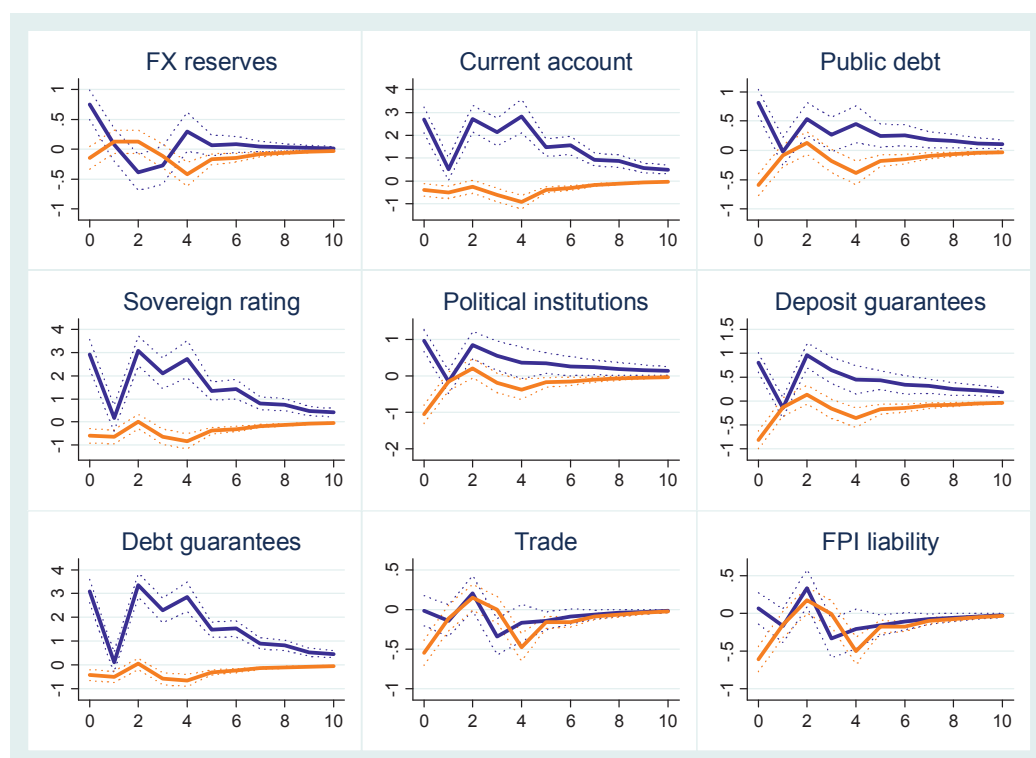 FX reserves
1
.5
0
-.5
-1
0 2 4 6 8 10
Current account
4
3
2
1
0
-1
0 2 4 6 8 10
Public debt
1
.5
0
-.5
-1
0 2 4 6 8 10
Sovereign rating
4
3
2
1
0
-1
0 2 4 6 8 10
Political institutions
1
0
-1
-2
0 2 4 6 8 10
Deposit guarantees
1.5
1
.5
0
-.5
-1
0 2 4 6 8 10
Debt guarantees
4
3
2
1
0
-1
0 2 4 6 8 10
Trade
.5
0
-.5
-1
0 2 4 6 8 10
FPI liability
.5
0
-.5
-1
0 2 4 6 8 10